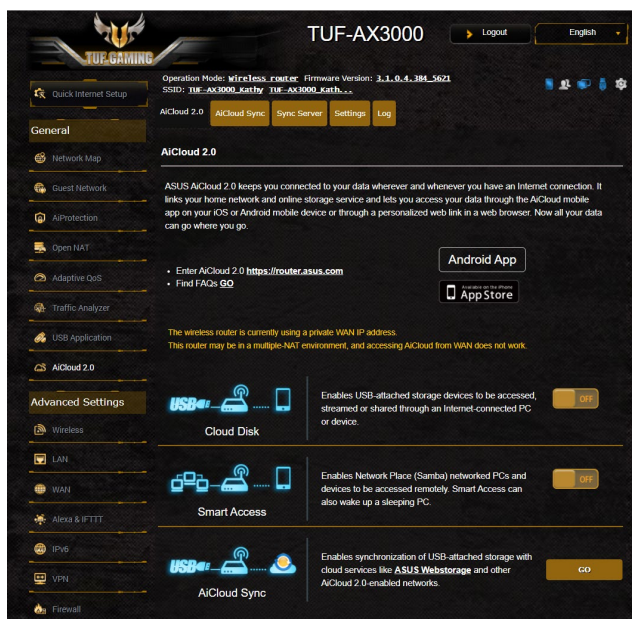 TUF GAMING
TUF-AX3000
Logout
English
Quick Internet Setup
Operation Mode: Wireless router Firmware Version: 3.1.0.4.384_5621
SSID: TUF-AX3000_Kathy TUF-AX3000_Kath...
AiCloud 2.0
AiCloud Sync
Sync Server
Settings
Log
General
Network Map
Guest Network
AiProtection
Open NAT
Adaptive QoS
Traffic Analyzer
USB Application
AiCloud 2.0
Advanced Settings
Wireless
LAN
WAN
Alexa & IFTTT
IPv6
VPN
Firewall
AiCloud 2.0
ASUS AiCloud 2.0 keeps you connected to your data wherever and whenever you have an Internet connection. It
links your home network and online storage service and lets you access your data through the AiCloud mobile
app on your iOS or Android mobile device or through a personalized web link in a web browser. Now all your data
can go where you go.
• Enter AiCloud 2.0 https://router.asus.com
• Find FAQs GO
Android App
Available on the iPhone
App Store
The wireless router is currently using a private WAN IP address.
This router may be in a multiple-NAT environment, and accessing AiCloud from WAN does not work.
USB
Cloud Disk
Enables USB-attached storage devices to be accessed,
streamed or shared through an Internet-connected PC
or device.
OFF
Smart Access
Enables Network Place (Samba) networked PCs and
devices to be accessed remotely. Smart Access can
also wake up a sleeping PC.
OFF
USB
AiCloud Sync
Enables synchronization of USB-attached storage with
cloud services like ASUS Webstorage and other
AiCloud 2.0-enabled networks.
GO